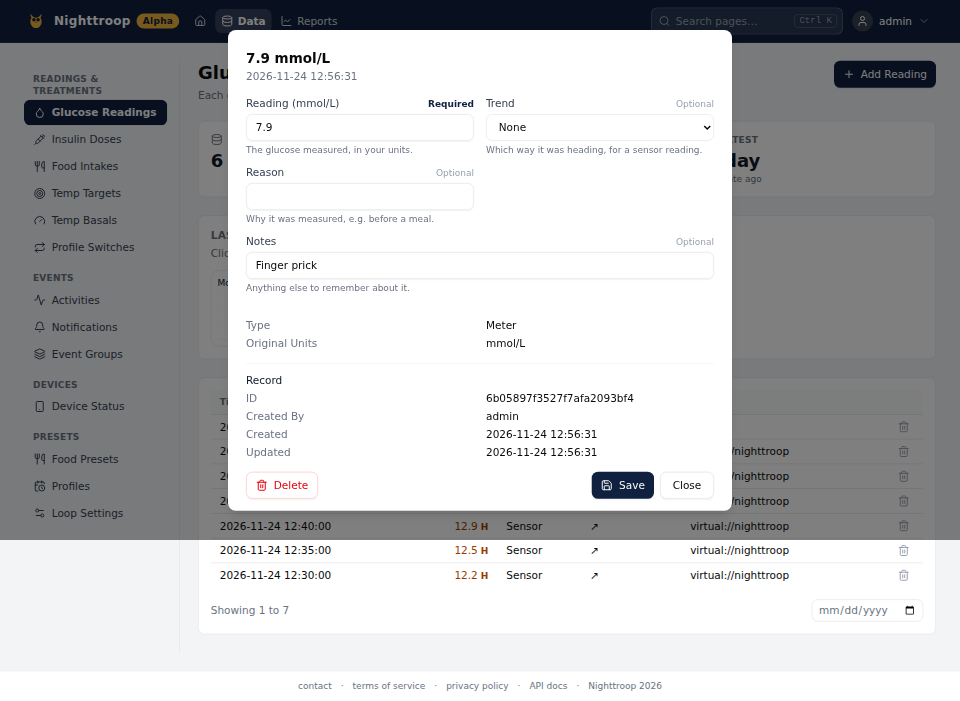 Nighttroop Alpha Data Reports Search pages... Ctrl K admin
READINGS &
TREATMENTS
Glucose Readings
Insulin Doses
Food Intakes
Temp Targets
Temp Basals
Profile Switches
EVENTS
Activities
Notifications
Event Groups
DEVICES
Device Status
PRESETS
Food Presets
Profiles
Loop Settings
Add Reading
Each
6
7.9 mmol/L
2026-11-24 12:56:31
Reading (mmol/L) Required
7.9
The glucose measured, in your units.
Trend Optional
None
Which way it was heading, for a sensor reading.
Reason Optional
Why it was measured, e.g. before a meal.
Notes Optional
Finger prick
Anything else to remember about it.
Type Meter
Original Units mmol/L
Record
ID 6b05897f3527f7afa2093bf4
Created By admin
Created 2026-11-24 12:56:31
Updated 2026-11-24 12:56:31
Delete Save Close
ago
/nighttroop
/nighttroop
/nighttroop
2026-11-24 12:40:00 12.9 H Sensor ↗ virtual://nighttroop
2026-11-24 12:35:00 12.5 H Sensor ↗ virtual://nighttroop
2026-11-24 12:30:00 12.2 H Sensor ↗ virtual://nighttroop
Showing 1 to 7 mm/dd/yyyy
contact · terms of service · privacy policy · API docs · Nighttroop 2026